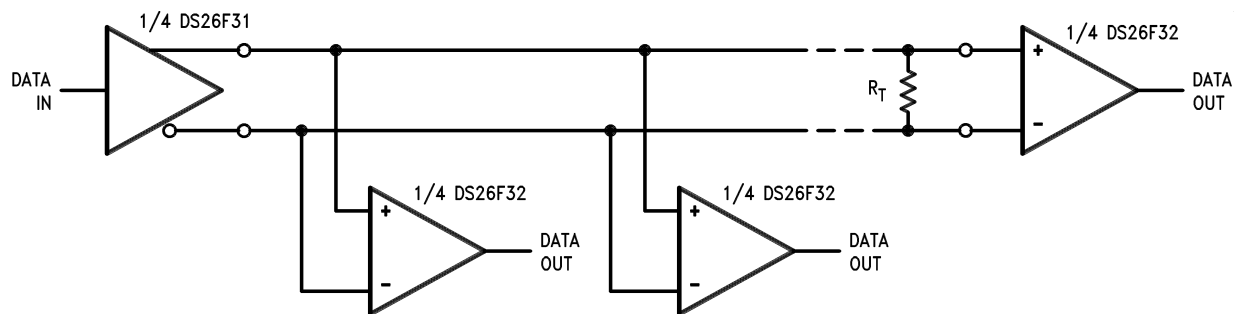 1/4 DS26F31
1/4 DS26F32
DATA
IN
+
-
R_T
DATA
OUT
1/4 DS26F32
1/4 DS26F32
+
-
DATA
OUT
+
-
DATA
OUT